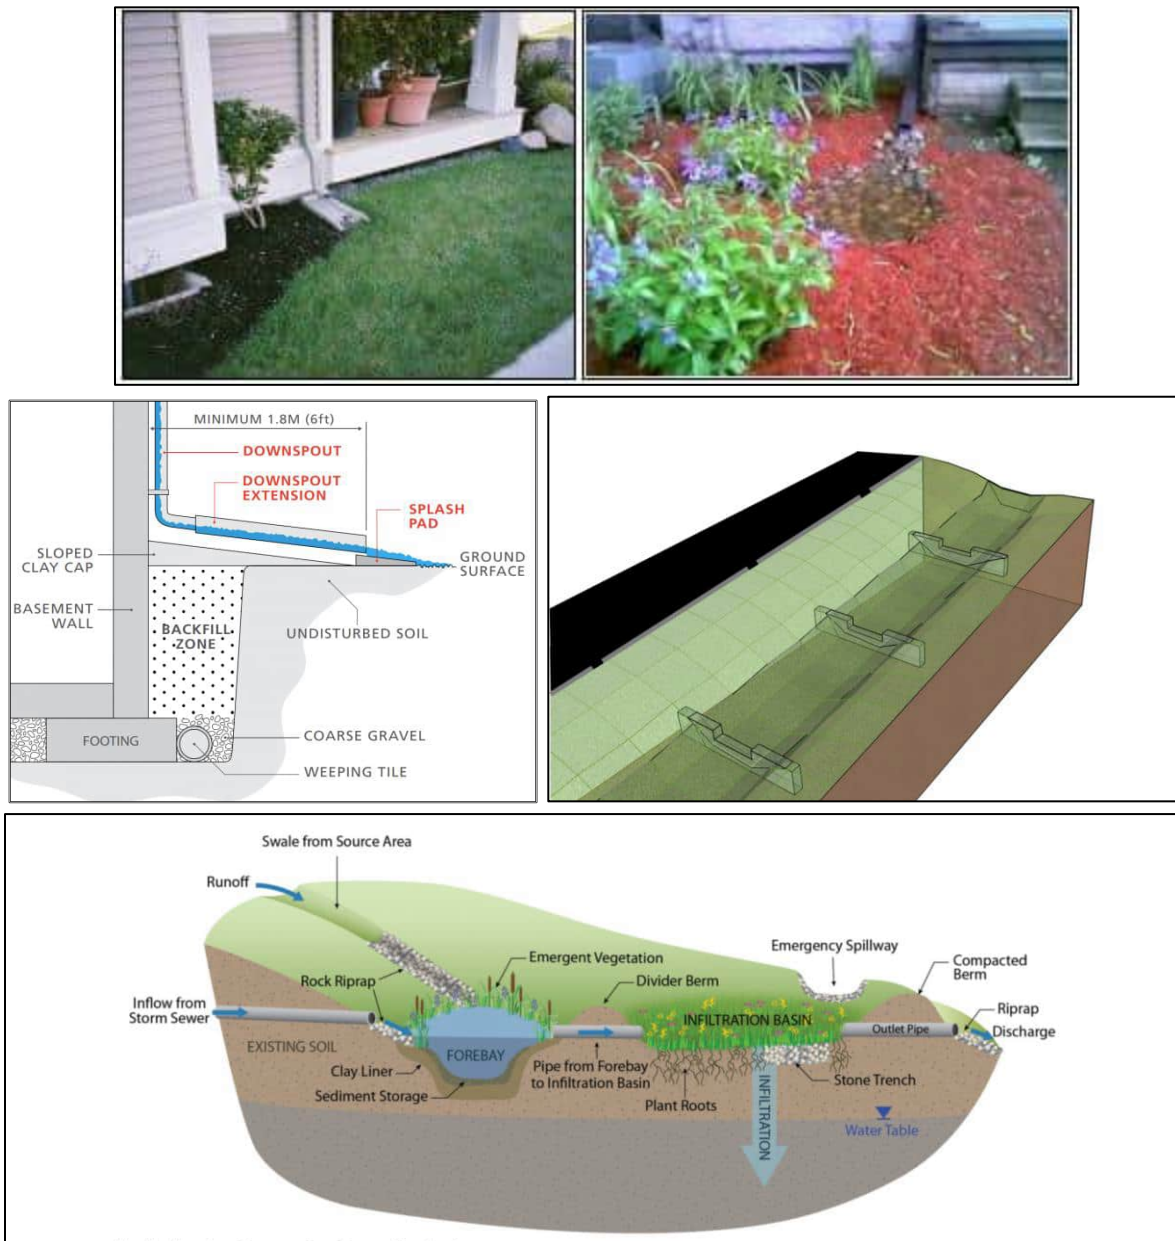 MINIMUM 1.8M (6ft)
DOWNSPOUT
DOWNSPOUT
EXTENSION
SPLASH
PAD
SLOPED
CLAY CAP
GROUND
SURFACE
BASEMENT
WALL
BACKFILL
ZONE
UNDISTURBED SOIL
FOOTING
COARSE GRAVEL
WEEPING TILE
Swale from Source Area
Runoff
Emergency Spillway
Compacted
Berm
Emergent Vegetation
Rock Riprap
Divider Berm
Inflow from
Storm Sewer
Riprap
INFILTRATION BASIN
Outlet Pipe
Discharge
EXISTING SOIL
FOREBAY
Clay Liner
Pipe from Forebay
to Infiltration Basin
Stone Trench
Sediment Storage
Plant Roots
INFILTRATION
Water Table